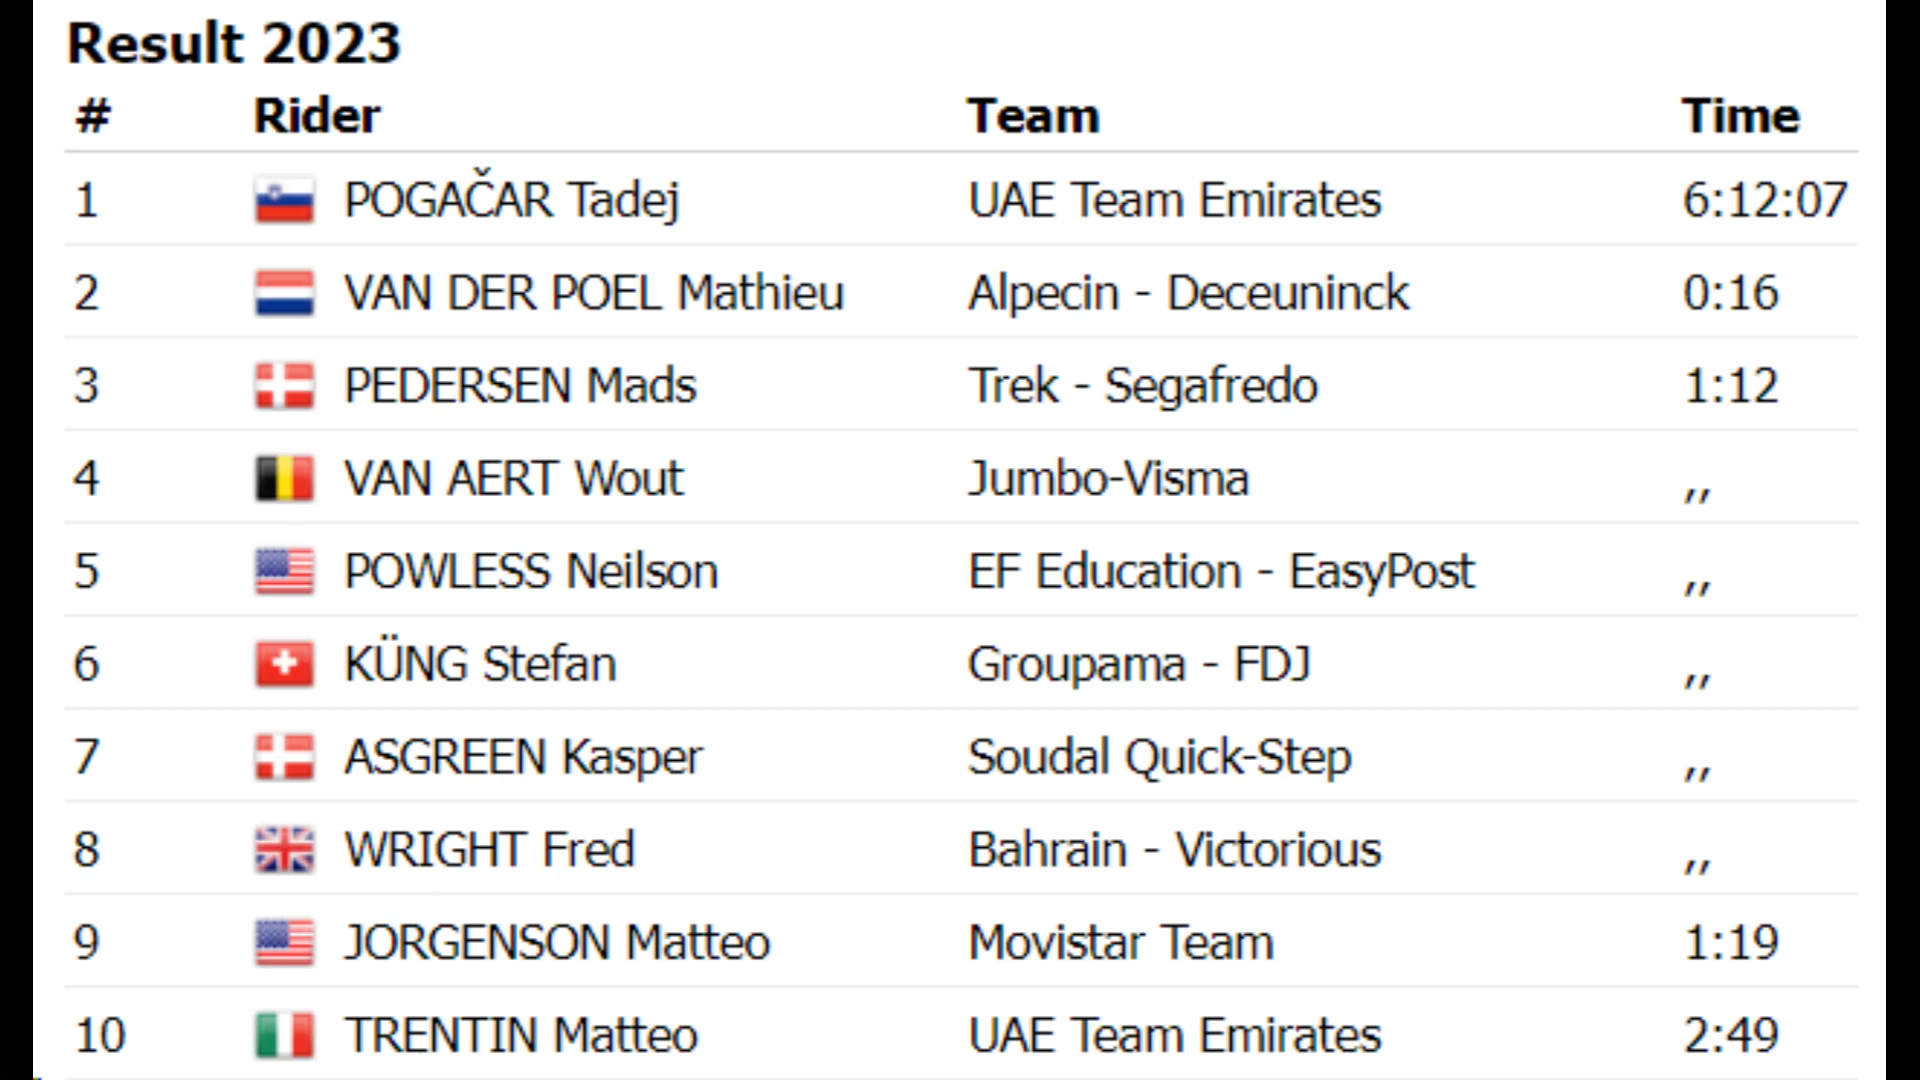 Result 2023
# Rider Team Time
1 POGAČAR Tadej UAE Team Emirates 6:12:07
2 VAN DER POEL Mathieu Alpecin - Deceuninck 0:16
3 PEDERSEN Mads Trek - Segafredo 1:12
4 VAN AERT Wout Jumbo-Visma ,,
5 POWLESS Neilson EF Education - EasyPost ,,
6 KÜNG Stefan Groupama - FDJ ,,
7 ASGREEN Kasper Soudal Quick-Step ,,
8 WRIGHT Fred Bahrain - Victorious ,,
9 JORGENSON Matteo Movistar Team 1:19
10 TRENTIN Matteo UAE Team Emirates 2:49